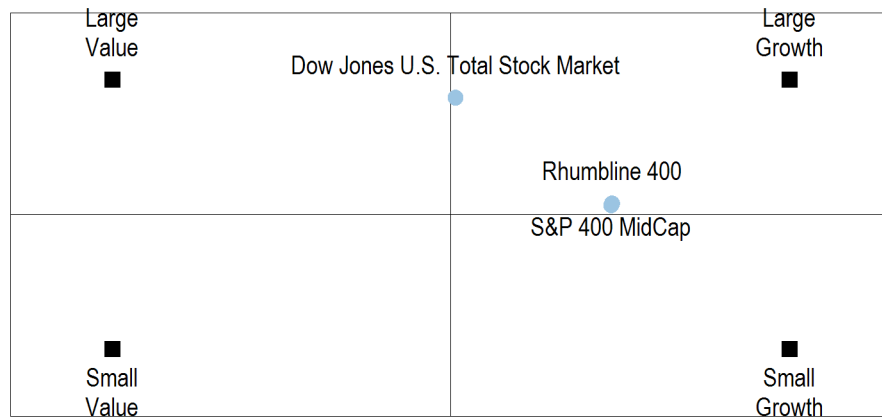 Large
Value
Large
Growth
Dow Jones U.S. Total Stock Market
Rhumbline 400
S&P 400 MidCap
Small
Value
Small
Growth